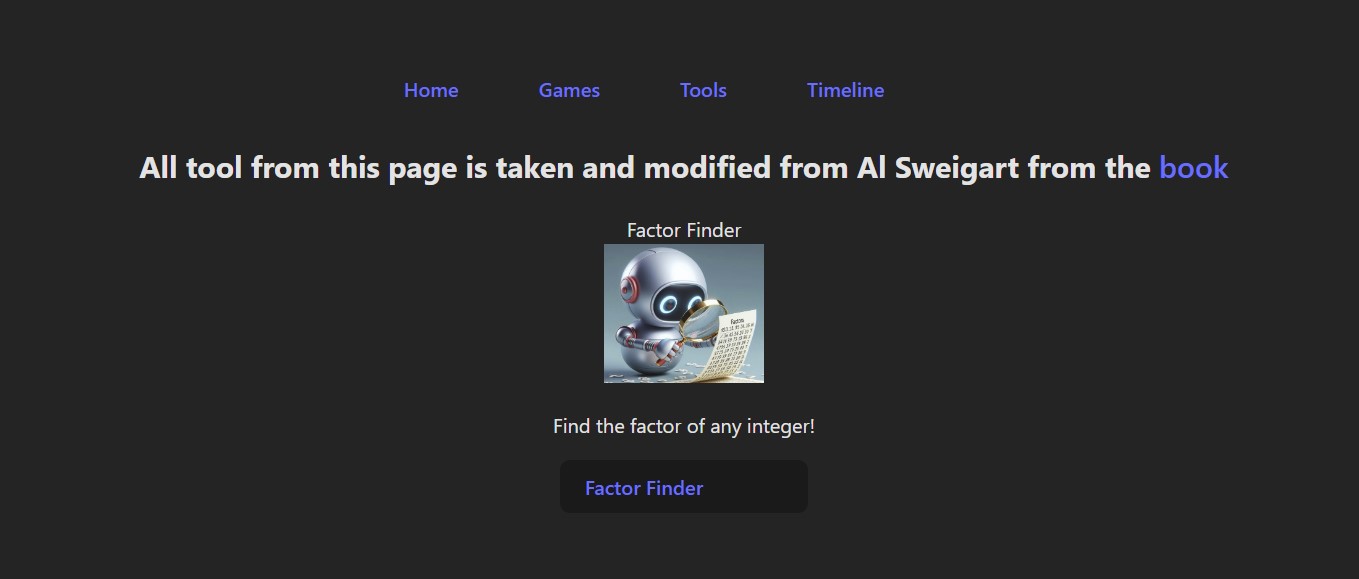 Home Games Tools Timeline
All tool from this page is taken and modified from Al Sweigart from the book
Factor Finder
Factors
Find the factor of any integer!
Factor Finder